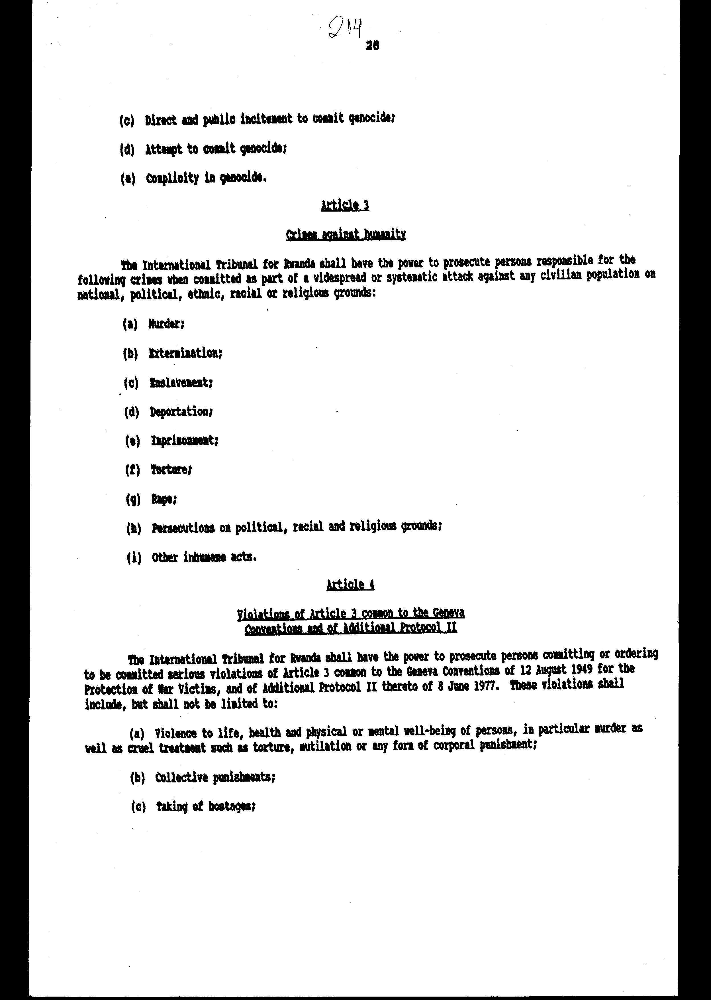 214
26
(c) Direct and public incitement to commit genocide;
(d) Attempt to commit genocide;
(e) Complicity in genocide.
Article 3
Crimes against humanity
The International Tribunal for Rwanda shall have the power to prosecute persons responsible for the
following crimes when committed as part of a widespread or systematic attack against any civilian population on
national, political, ethnic, racial or religious grounds:
(a) Murder;
(b) Extermination;
(c) Enslavement;
(d) Deportation;
(e) Imprisonment;
(f) Torture;
(g) Rape;
(h) Persecutions on political, racial and religious grounds;
(i) Other inhumane acts.
Article 4
Violations of Article 3 common to the Geneva
Conventions and of Additional Protocol II
The International Tribunal for Rwanda shall have the power to prosecute persons committing or ordering
to be committed serious violations of Article 3 common to the Geneva Conventions of 12 August 1949 for the
Protection of War Victims, and of Additional Protocol II thereto of 8 June 1977. These violations shall
include, but shall not be limited to:
(a) Violence to life, health and physical or mental well-being of persons, in particular murder as
well as cruel treatment such as torture, mutilation or any form of corporal punishment;
(b) Collective punishments;
(c) Taking of hostages;